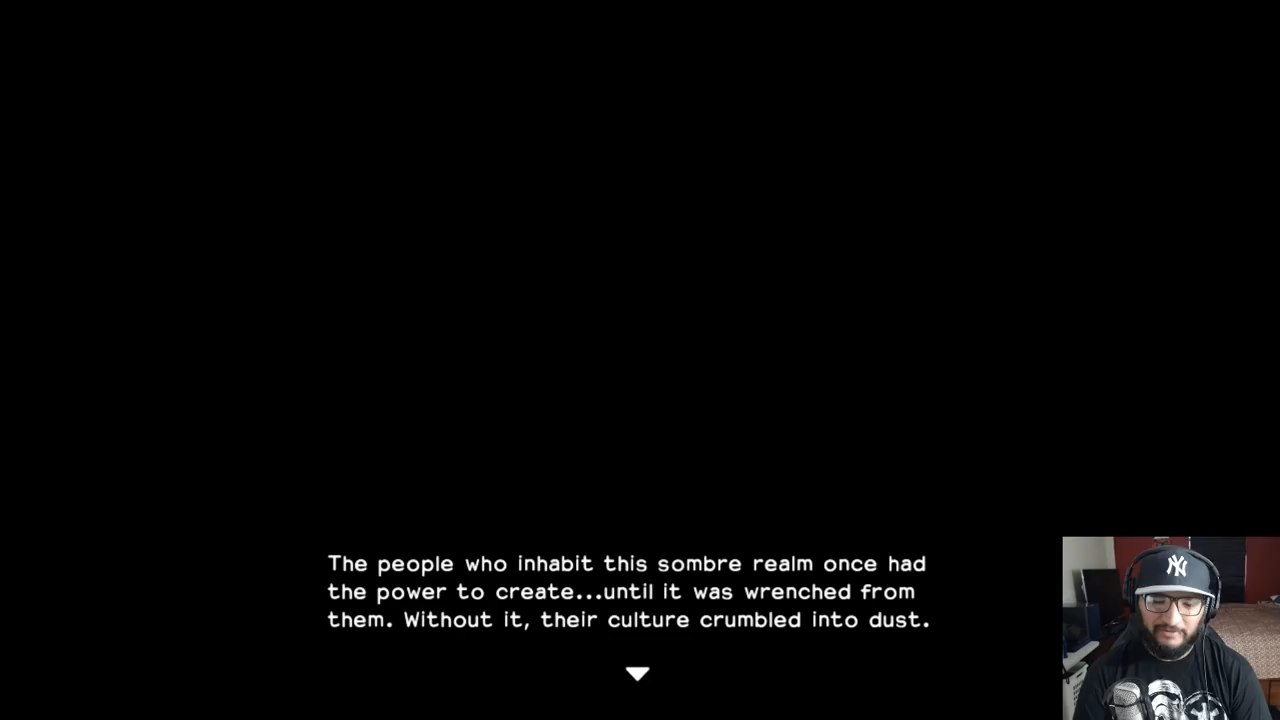 The people who inhabit this sombre realm once had
the power to create...until it was wrenched from
them. Without it, their culture crumbled into dust.
NY